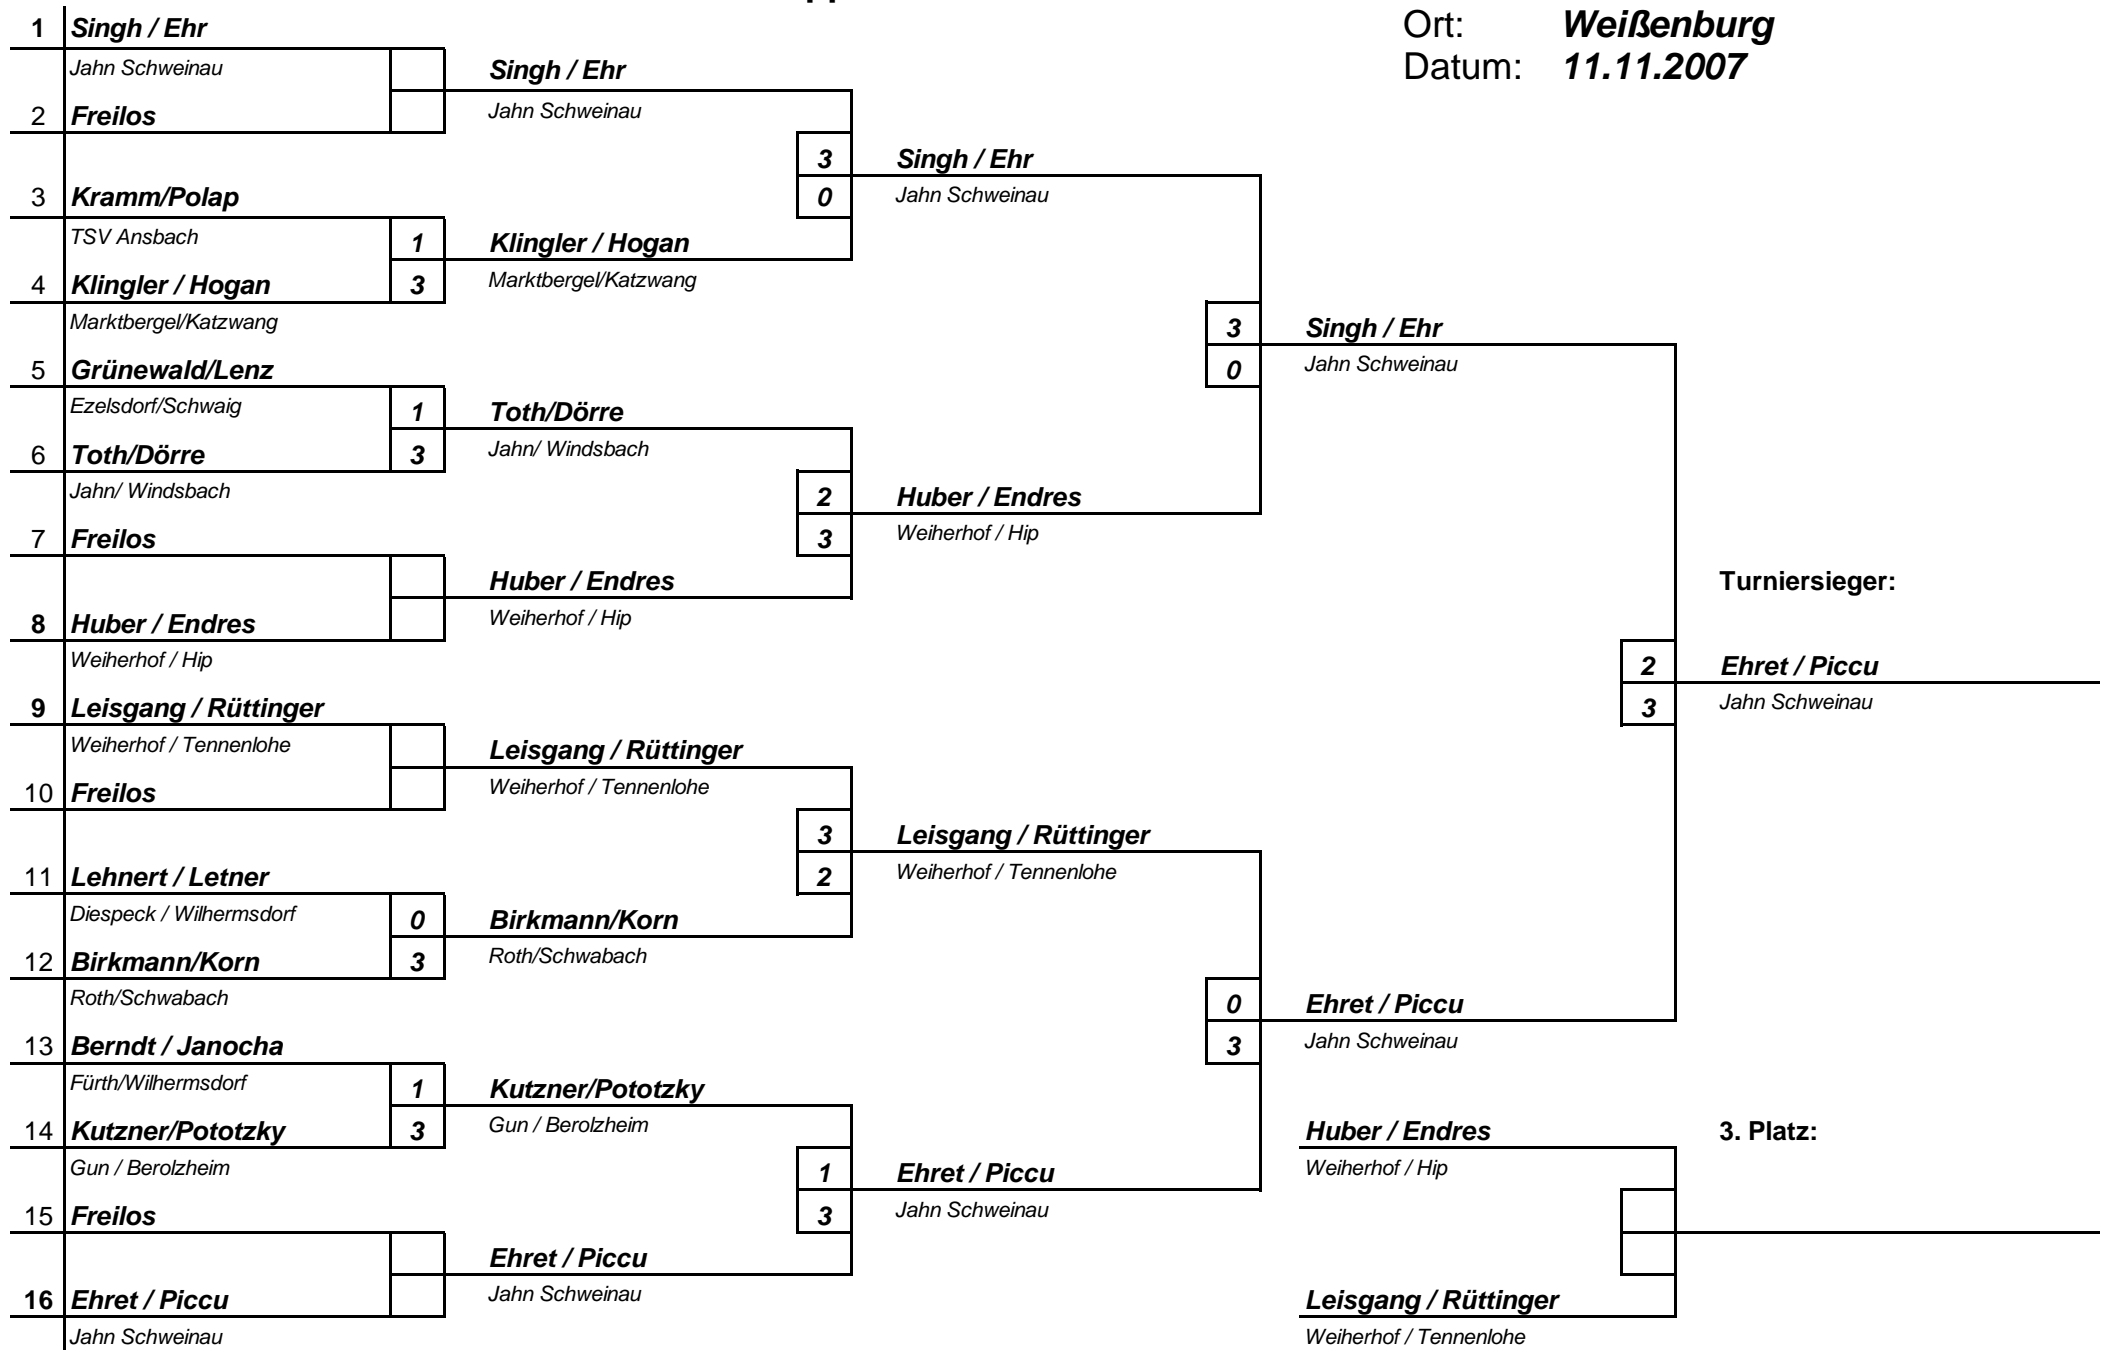 Ort: Weißenburg
Datum: 11.11.2007
1 Singh / Ehr
Jahn Schweinau
2 Freilos
3 Kramm/Polap
TSV Ansbach
4 Klingler / Hogan
Marktbergel/Katzwang
5 Grünewald/Lenz
Ezelsdorf/Schwaig
6 Toth/Dörre
Jahn/ Windsbach
7 Freilos
8 Huber / Endres
Weiherhof / Hip
9 Leisgang / Rüttinger
Weiherhof / Tennenlohe
10 Freilos
11 Lehnert / Letner
Diespeck / Wilhermsdorf
12 Birkmann/Korn
Roth/Schwabach
13 Berndt / Janocha
Fürth/Wilhermsdorf
14 Kutzner/Pototzky
Gun / Berolzheim
15 Freilos
16 Ehret / Piccu
Jahn Schweinau
1
3
1
3
0
3
1
3
Singh / Ehr
Jahn Schweinau
Klingler / Hogan
Marktbergel/Katzwang
Toth/Dörre
Jahn/ Windsbach
Huber / Endres
Weiherhof / Hip
Leisgang / Rüttinger
Weiherhof / Tennenlohe
Birkmann/Korn
Roth/Schwabach
Kutzner/Pototzky
Gun / Berolzheim
Ehret / Piccu
Jahn Schweinau
3
0
2
3
3
2
1
3
Singh / Ehr
Jahn Schweinau
Huber / Endres
Weiherhof / Hip
Leisgang / Rüttinger
Weiherhof / Tennenlohe
Ehret / Piccu
Jahn Schweinau
3
0
0
3
Singh / Ehr
Jahn Schweinau
Ehret / Piccu
Jahn Schweinau
2
3
Turniersieger:
Ehret / Piccu
Jahn Schweinau
Huber / Endres
Weiherhof / Hip
Leisgang / Rüttinger
Weiherhof / Tennenlohe
3. Platz: